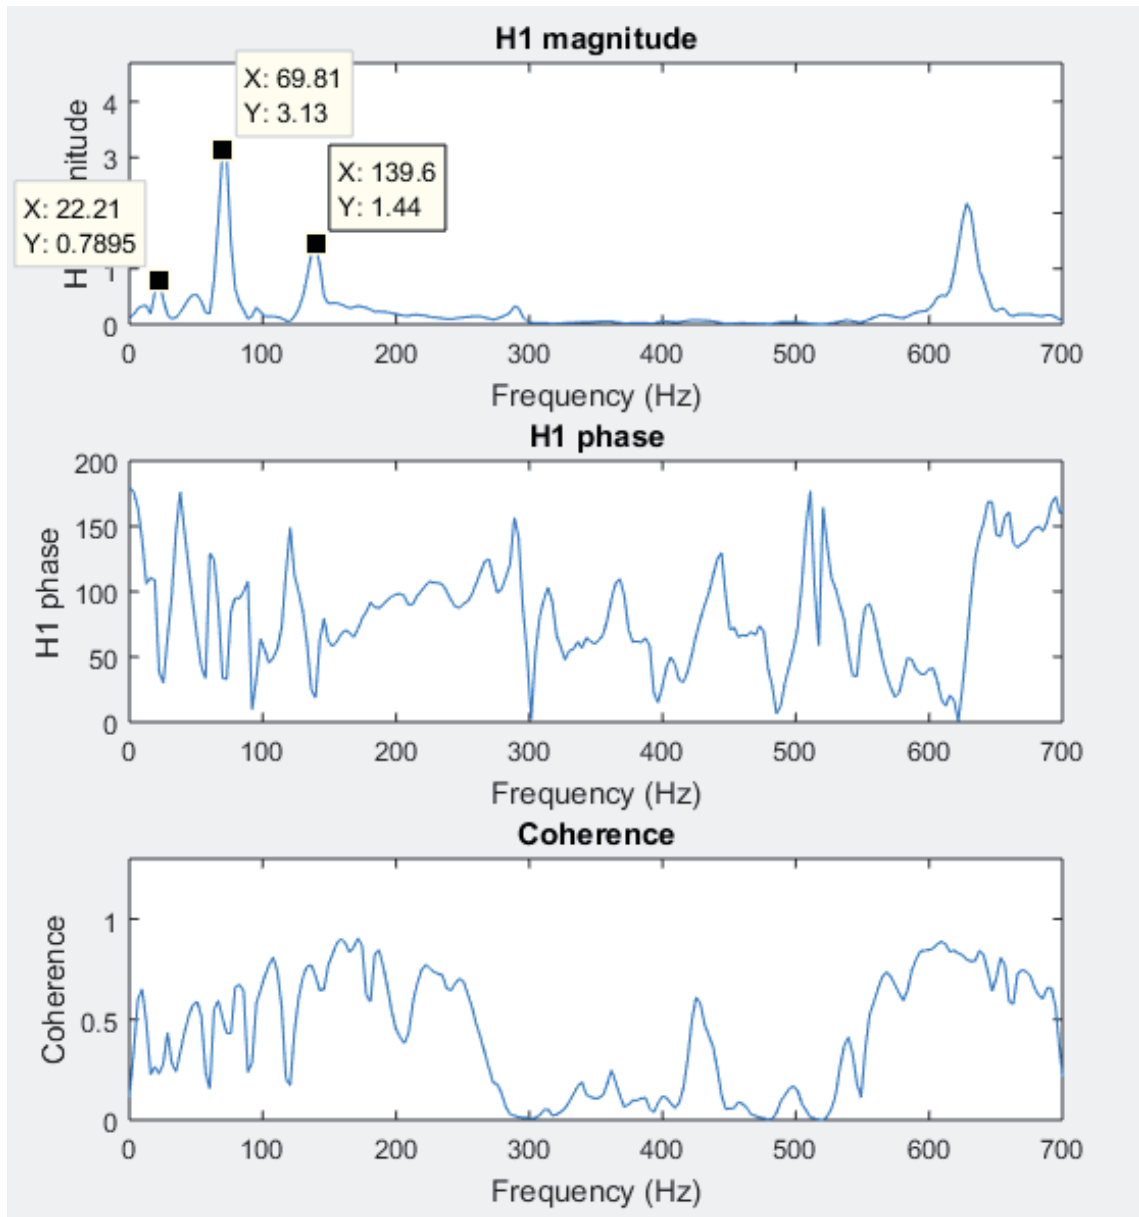 H1 magnitude
X: 69.81
Y: 3.13
X: 139.6
Y: 1.44
X: 22.21
Y: 0.7895
H
nitude
4
3
1
0
0 100 200 300 400 500 600 700
Frequency (Hz)
H1 phase
H1 phase
200
150
100
50
0
0 100 200 300 400 500 600 700
Frequency (Hz)
Coherence
Coherence
1
0.5
0
0 100 200 300 400 500 600 700
Frequency (Hz)